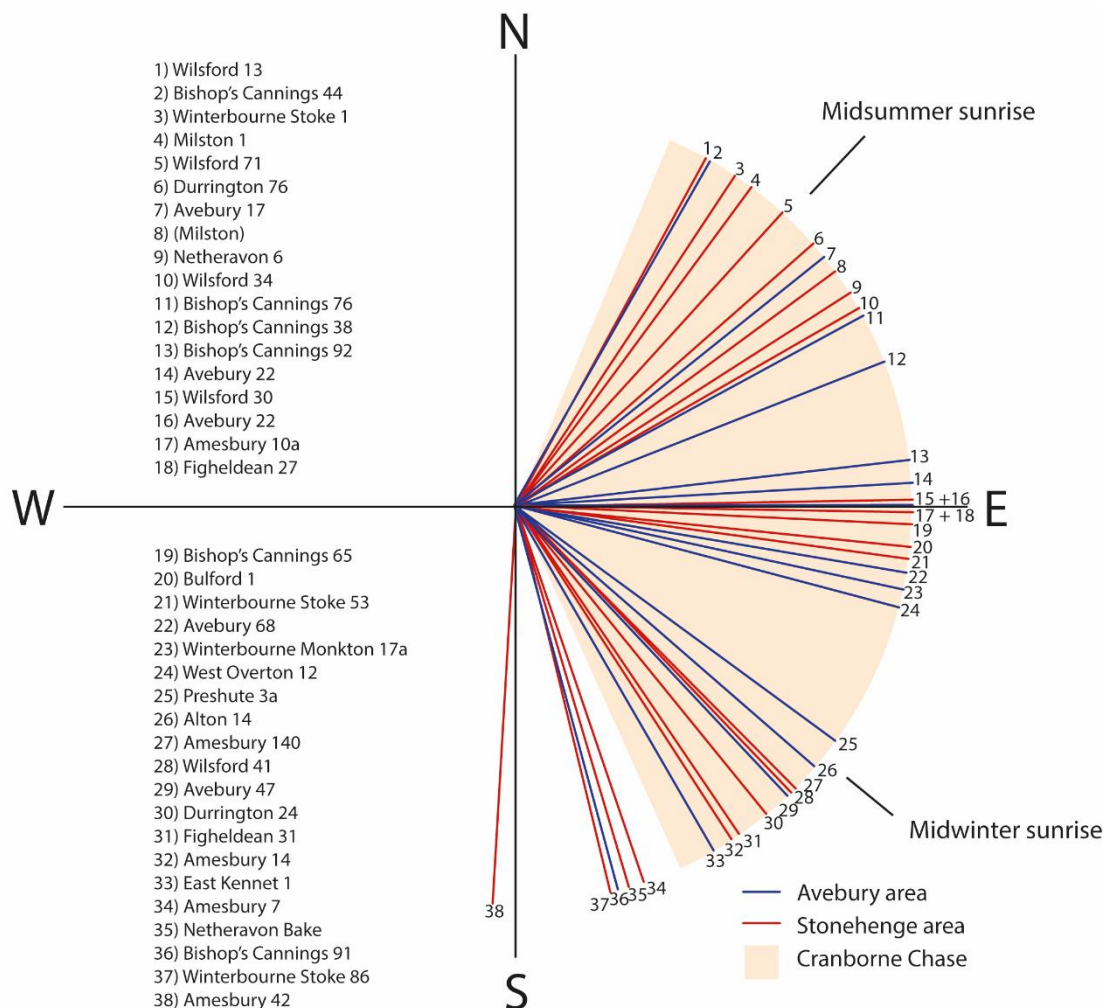 N
1) Wilsford 13
2) Bishop's Cannings 44
3) Winterbourne Stoke 1
4) Milston 1
5) Wilsford 71
6) Durrington 76
7) Avebury 17
8) (Milston)
9) Netheravon 6
10) Wilsford 34
11) Bishop's Cannings 76
12) Bishop's Cannings 38
13) Bishop's Cannings 92
14) Avebury 22
15) Wilsford 30
16) Avebury 22
17) Amesbury 10a
18) Figheldean 27
Midsummer sunrise
1
2
3
4
5
6
7
8
9
10
11
12
13
14
15 +16
W
E
17 + 18
19
20
21
22
23
24
25
26
27
28
29
30
31
32
33
34
35
36
37
38
19) Bishop's Cannings 65
20) Bulford 1
21) Winterbourne Stoke 53
22) Avebury 68
23) Winterbourne Monkton 17a
24) West Overton 12
25) Preshute 3a
26) Alton 14
27) Amesbury 140
28) Wilsford 41
29) Avebury 47
30) Durrington 24
31) Figheldean 31
32) Amesbury 14
33) East Kennet 1
34) Amesbury 7
35) Netheravon Bake
36) Bishop's Cannings 91
37) Winterbourne Stoke 86
38) Amesbury 42
Midwinter sunrise
Avebury area
Stonehenge area
Cranborne Chase
S